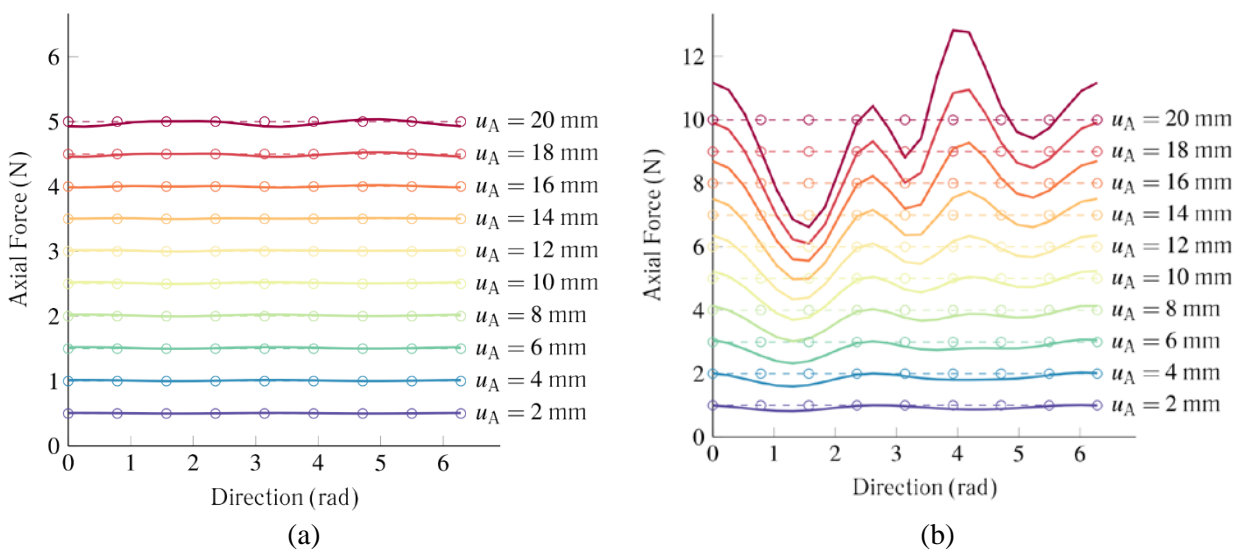 6
5
4
3
2
1
0
Axial Force (N)
0 1 2 3 4 5 6
Direction (rad)
u_A = 20 mm
u_A = 18 mm
u_A = 16 mm
u_A = 14 mm
u_A = 12 mm
u_A = 10 mm
u_A = 8 mm
u_A = 6 mm
u_A = 4 mm
u_A = 2 mm
(a)
12
10
8
6
4
2
0
Axial Force (N)
0 1 2 3 4 5 6
Direction (rad)
u_A = 20 mm
u_A = 18 mm
u_A = 16 mm
u_A = 14 mm
u_A = 12 mm
u_A = 10 mm
u_A = 8 mm
u_A = 6 mm
u_A = 4 mm
u_A = 2 mm
(b)